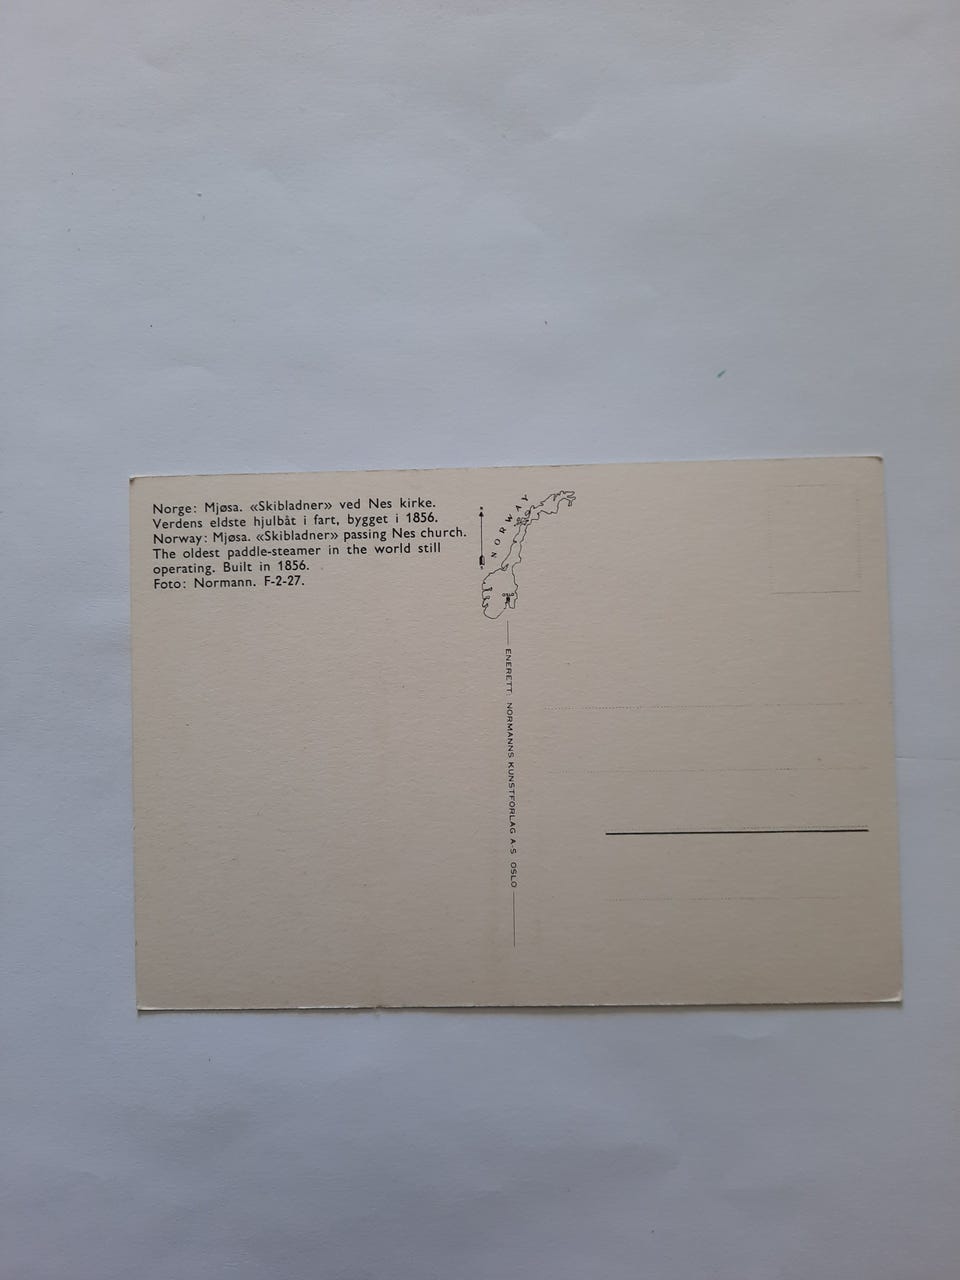 Norge: Mjøsa. «Skibladner» ved Nes kirke.
Verdens eldste hjulbåt i fart, bygget i 1856.
Norway: Mjøsa. «Skibladner» passing Nes church.
The oldest paddle-steamer in the world still
operating. Built in 1856.
Foto: Normann. F-2-27.
NORWAY
OSLO
ENERETT: NORMANNS KUNSTFORLAG A·S OSLO